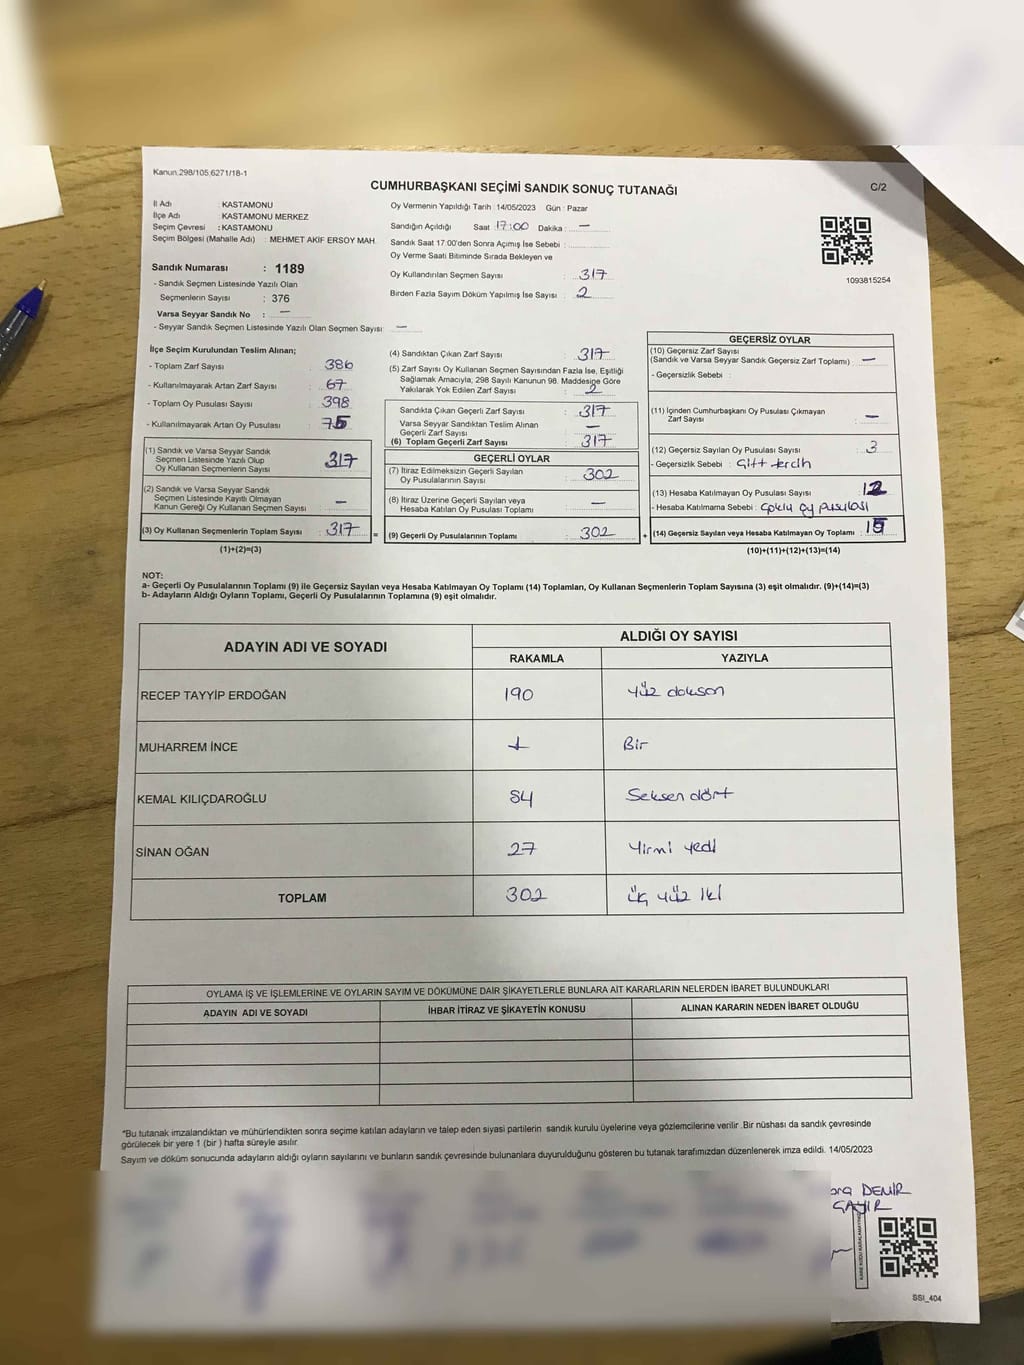 Kanun.298/105,6271/18-1
C/2
CUMHURBAŞKANI SEÇİMİ SANDIK SONUÇ TUTANAĞI
İl Adı : KASTAMONU
İlçe Adı : KASTAMONU MERKEZ
Seçim Çevresi : KASTAMONU
Seçim Bölgesi (Mahalle Adı) : MEHMET AKİF ERSOY MAH.
Sandık Numarası : 1189
- Sandık Seçmen Listesinde Yazılı Olan
Seçmenlerin Sayısı : 376
Varsa Seyyar Sandık No : —
- Seyyar Sandık Seçmen Listesinde Yazılı Olan Seçmen Sayısı: —
Oy Vermenin Yapıldığı Tarih : 14/05/2023 Gün : Pazar
Sandığın Açıldığı Saat : 17:00 Dakika : —
Sandık Saat 17:00'den Sonra Açımış İse Sebebi :
Oy Verme Saati Bitiminde Sırada Bekleyen ve
Oy Kullandırılan Seçmen Sayısı : 317
Birden Fazla Sayım Döküm Yapılmış İse Sayısı : 2
1093815254
İlçe Seçim Kurulundan Teslim Alınan;
- Toplam Zarf Sayısı : 386
- Kullanılmayarak Artan Zarf Sayısı : 67
- Toplam Oy Pusulası Sayısı : 398
- Kullanılmayarak Artan Oy Pusulası : 75
(1) Sandık ve Varsa Seyyar Sandık
Seçmen Listesinde Yazılı Olup
Oy Kullanan Seçmenlerin Sayısı : 317
(2) Sandık ve Varsa Seyyar Sandık
Seçmen Listesinde Kayıtlı Olmayan
Kanun Gereği Oy Kullanan Seçmen Sayısı : —
(3) Oy Kullanan Seçmenlerin Toplam Sayısı : 317 =
(1)+(2)=(3)
(4) Sandıktan Çıkan Zarf Sayısı : 317
(5) Zarf Sayısı Oy Kullanan Seçmen Sayısından Fazla İse, Eşitliği
Sağlamak Amacıyla, 298 Sayılı Kanunun 98. Maddesine Göre
Yakılarak Yok Edilen Zarf Sayısı : 2
Sandıkta Çıkan Geçerli Zarf Sayısı : 317
Varsa Seyyar Sandıktan Teslim Alınan
Geçerli Zarf Sayısı : —
(6) Toplam Geçerli Zarf Sayısı : 317
GEÇERLİ OYLAR
(7) İtiraz Edilmeksizin Geçerli Sayılan
Oy Pusulalarının Sayısı : 302
(8) İtiraz Üzerine Geçerli Sayılan veya
Hesaba Katılan Oy Pusulası Toplamı : —
(9) Geçerli Oy Pusulalarının Toplamı : 302 +
GEÇERSİZ OYLAR
(10) Geçersiz Zarf Sayısı
(Sandık ve Varsa Seyyar Sandık Geçersiz Zarf Toplamı) : —
- Geçersizlik Sebebi :
(11) İçinden Cumhurbaşkanı Oy Pusulası Çıkmayan
Zarf Sayısı : —
(12) Geçersiz Sayılan Oy Pusulası Sayısı : 3
- Geçersizlik Sebebi : Gift tercih
(13) Hesaba Katılmayan Oy Pusulası Sayısı : 12
- Hesaba Katılmama Sebebi : Çoklu oy pusulası
(14) Geçersiz Sayılan veya Hesaba Katılmayan Oy Toplamı : 15
(10)+(11)+(12)+(13)=(14)
NOT:
a- Geçerli Oy Pusulalarının Toplamı (9) ile Geçersiz Sayılan veya Hesaba Katılmayan Oy Toplamı (14) Toplamları, Oy Kullanan Seçmenlerin Toplam Sayısına (3) eşit olmalıdır. (9)+(14)=(3)
b- Adayların Aldığı Oyların Toplamı, Geçerli Oy Pusulalarının Toplamına (9) eşit olmalıdır.
ADAYIN ADI VE SOYADI
ALDIĞI OY SAYISI
RAKAMLA YAZIYLA
RECEP TAYYİP ERDOĞAN 190 Yüz doksan
MUHARREM İNCE 1 Bir
KEMAL KILIÇDAROĞLU 84 Seksen dört
SİNAN OĞAN 27 Yirmi yedi
TOPLAM 302 üç yüz iki
OYLAMA İŞ VE İŞLEMLERİNE VE OYLARIN SAYIM VE DÖKÜMÜNE DAİR ŞİKAYETLERLE BUNLARA AİT KARARLARIN NELERDEN İBARET BULUNDUKLARI
ADAYIN ADI VE SOYADI İHBAR İTİRAZ VE ŞİKAYETİN KONUSU ALINAN KARARIN NEDEN İBARET OLDUĞU
*Bu tutanak imzalandıktan ve mühürlendikten sonra seçime katılan adayların ve talep eden siyasi partilerin sandık kurulu üyelerine veya gözlemcilerine verilir .Bir nüshası da sandık çevresinde
görülecek bir yere 1 (bir ) hafta süreyle asılır.
Sayım ve döküm sonucunda adayların aldığı oyların sayılarını ve bunların sandık çevresinde bulunanlara duyurulduğunu gösteren bu tutanak tarafımızdan düzenlenerek imza edildi. 14/05/2023
DEMİR
ÇAYIR
SSI_404